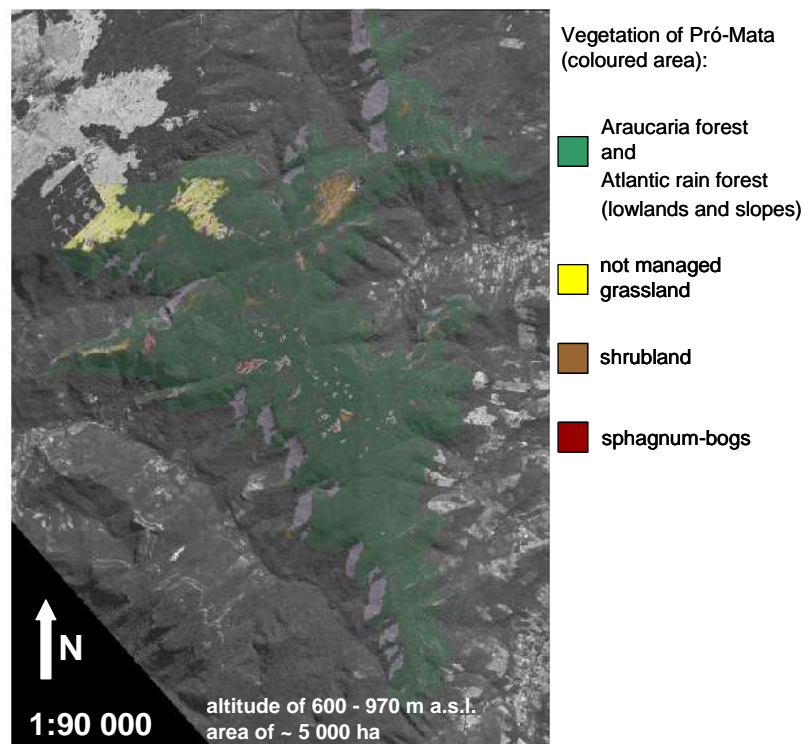 Vegetation of Pró-Mata
(coloured area):
Araucaria forest
and
Atlantic rain forest
(lowlands and slopes)
not managed
grassland
shrubland
sphagnum-bogs
N
1:90 000
altitude of 600 - 970 m a.s.l.
area of ~ 5 000 ha